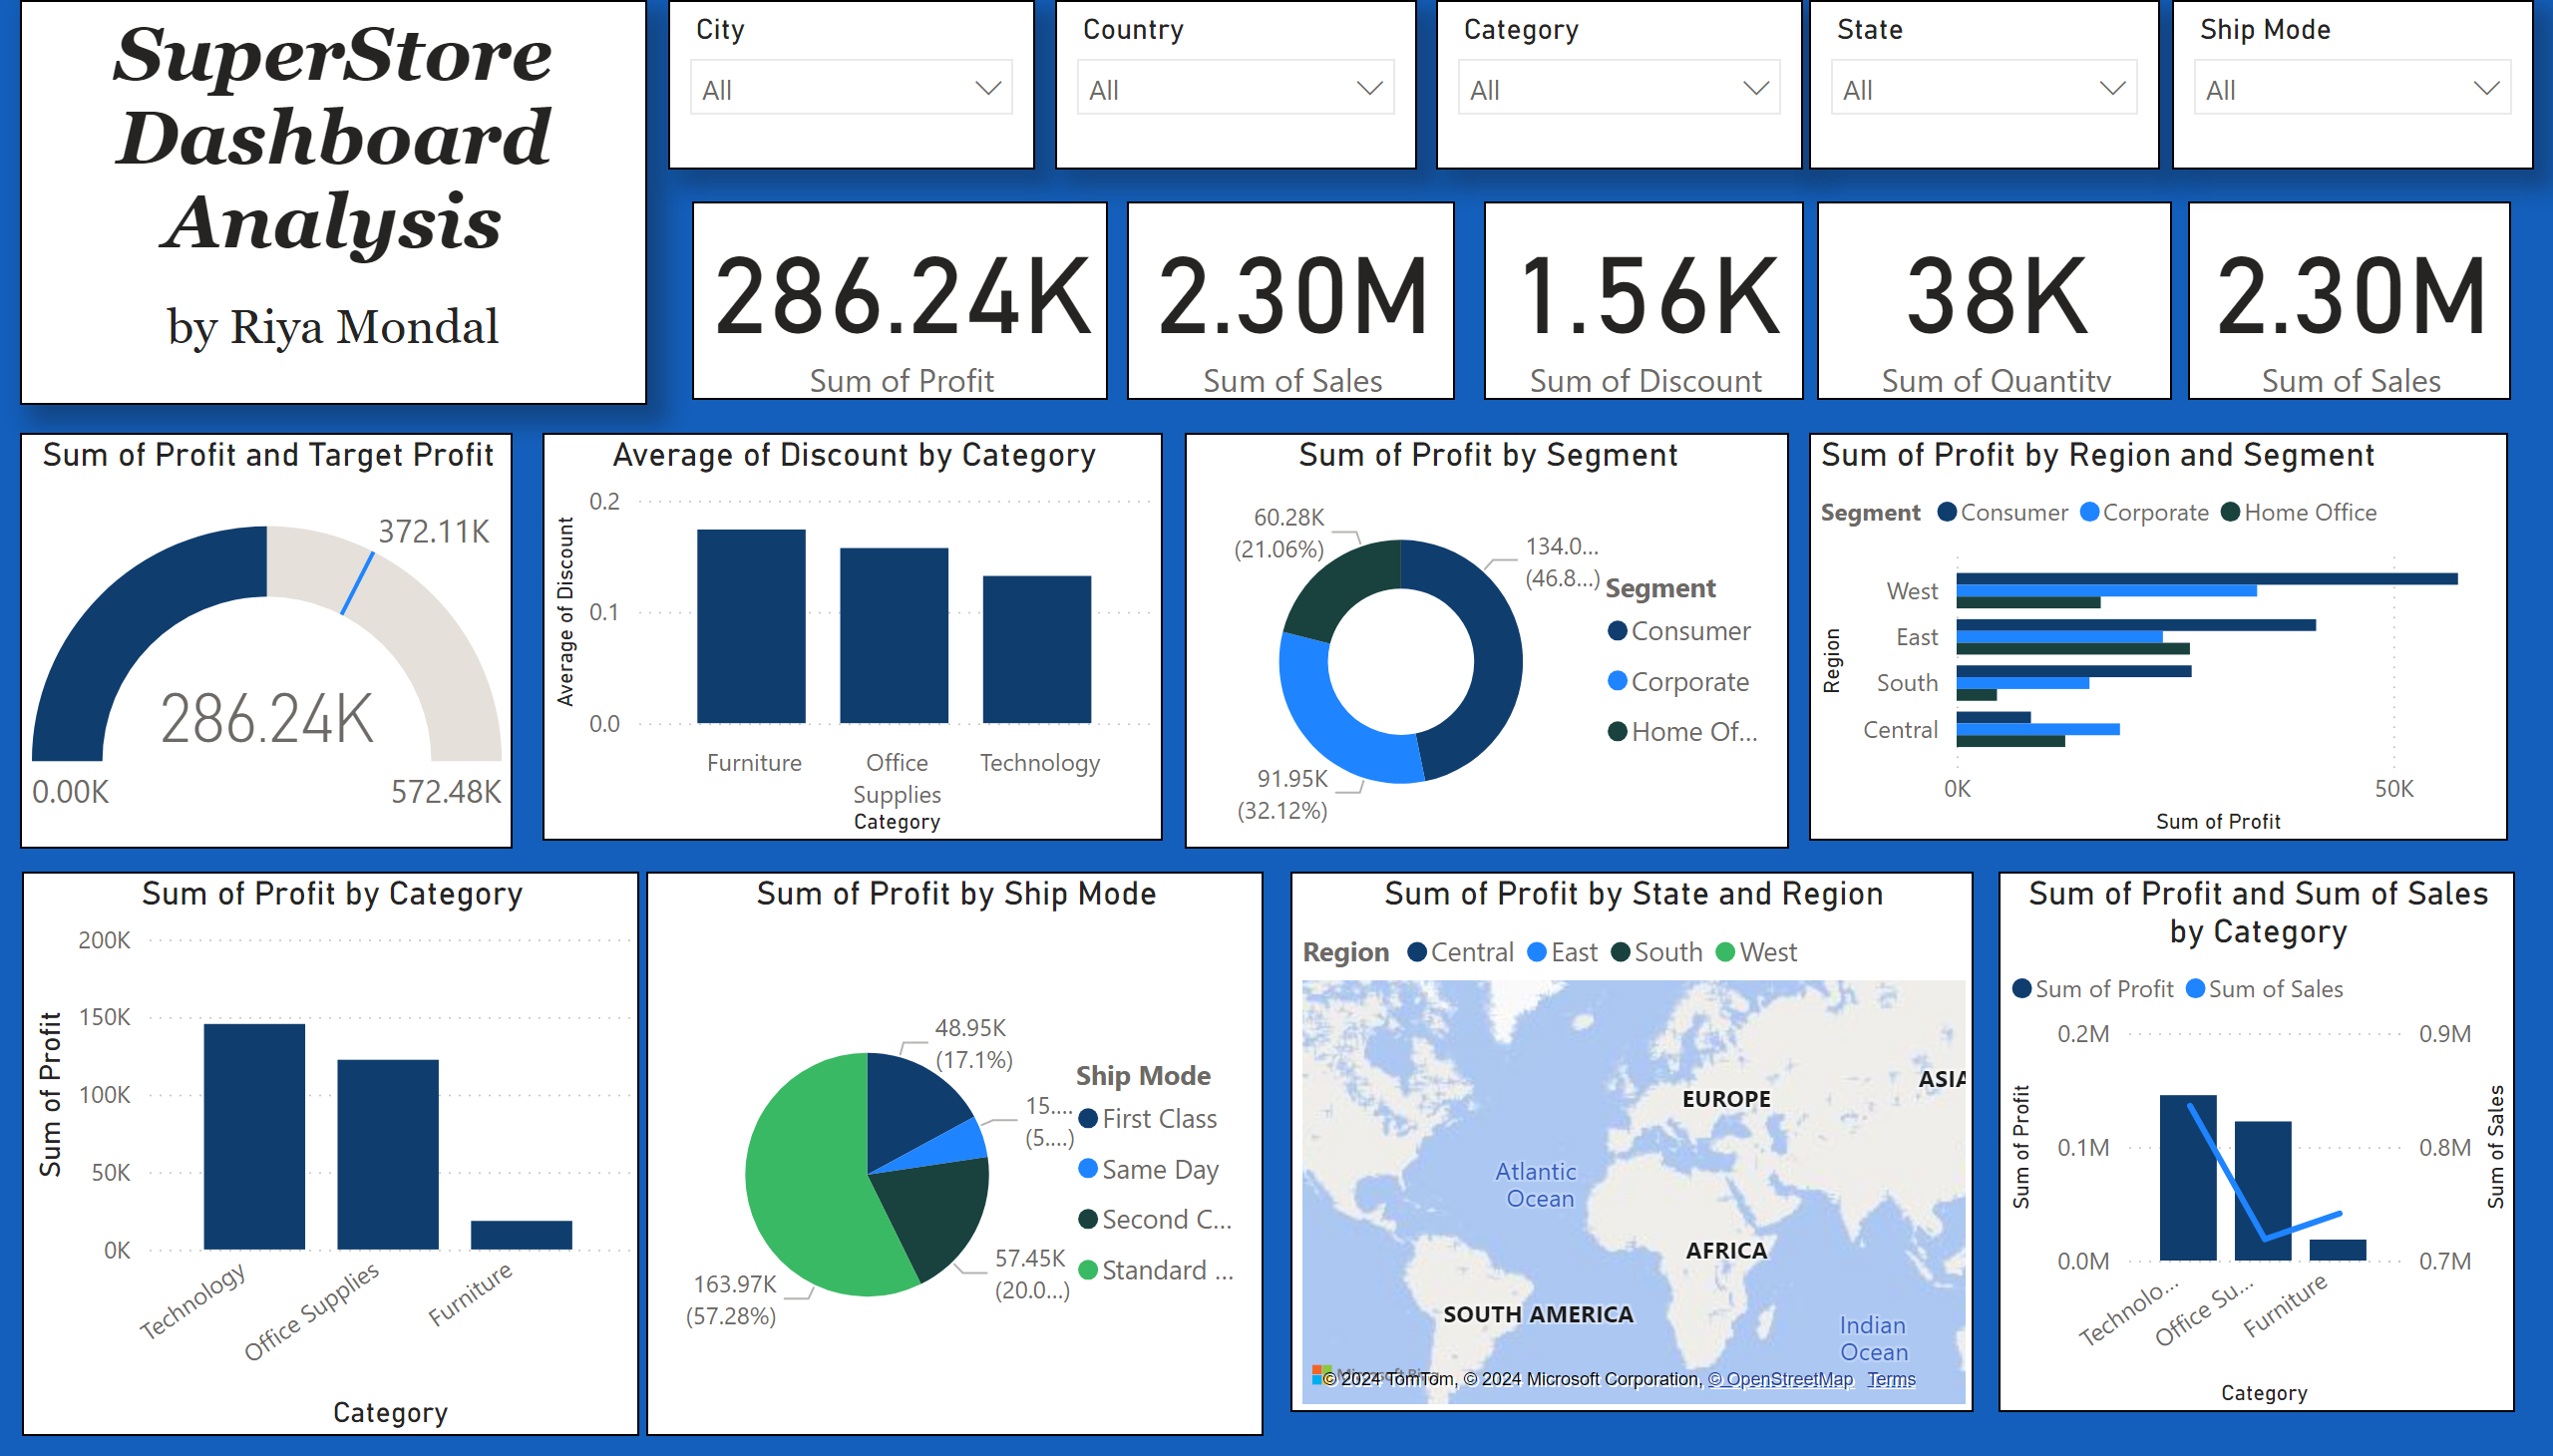 SuperStore
Dashboard
Analysis
by Riya Mondal
City
All
Country
All
Category
All
State
All
Ship Mode
All
286.24K
Sum of Profit
2.30M
Sum of Sales
1.56K
Sum of Discount
38K
Sum of Quantity
2.30M
Sum of Sales
Sum of Profit and Target Profit
372.11K
286.24K
0.00K
572.48K
Average of Discount by Category
Average of Discount
0.2
0.1
0.0
Furniture
Office
Supplies
Technology
Category
Sum of Profit by Segment
60.28K
(21.06%)
134.0...
(46.8...)
91.95K
(32.12%)
Segment
Consumer
Corporate
Home Of...
Sum of Profit by Region and Segment
Segment Consumer Corporate Home Office
Region
West
East
South
Central
0K
50K
Sum of Profit
Sum of Profit by Category
Sum of Profit
200K
150K
100K
50K
0K
Technology
Office Supplies
Furniture
Category
Sum of Profit by Ship Mode
48.95K
(17.1%)
15....
(5....)
57.45K
(20.0...)
163.97K
(57.28%)
Ship Mode
First Class
Same Day
Second C...
Standard ...
Sum of Profit by State and Region
Region Central East South West
EUROPE
ASIA
Atlantic
Ocean
AFRICA
SOUTH AMERICA
Indian
Ocean
© 2024 TomTom, © 2024 Microsoft Corporation, © OpenStreetMap Terms
Sum of Profit and Sum of Sales
by Category
Sum of Profit Sum of Sales
Sum of Profit
0.2M
0.1M
0.0M
0.9M
0.8M
0.7M
Sum of Sales
Technolo...
Office Su...
Furniture
Category